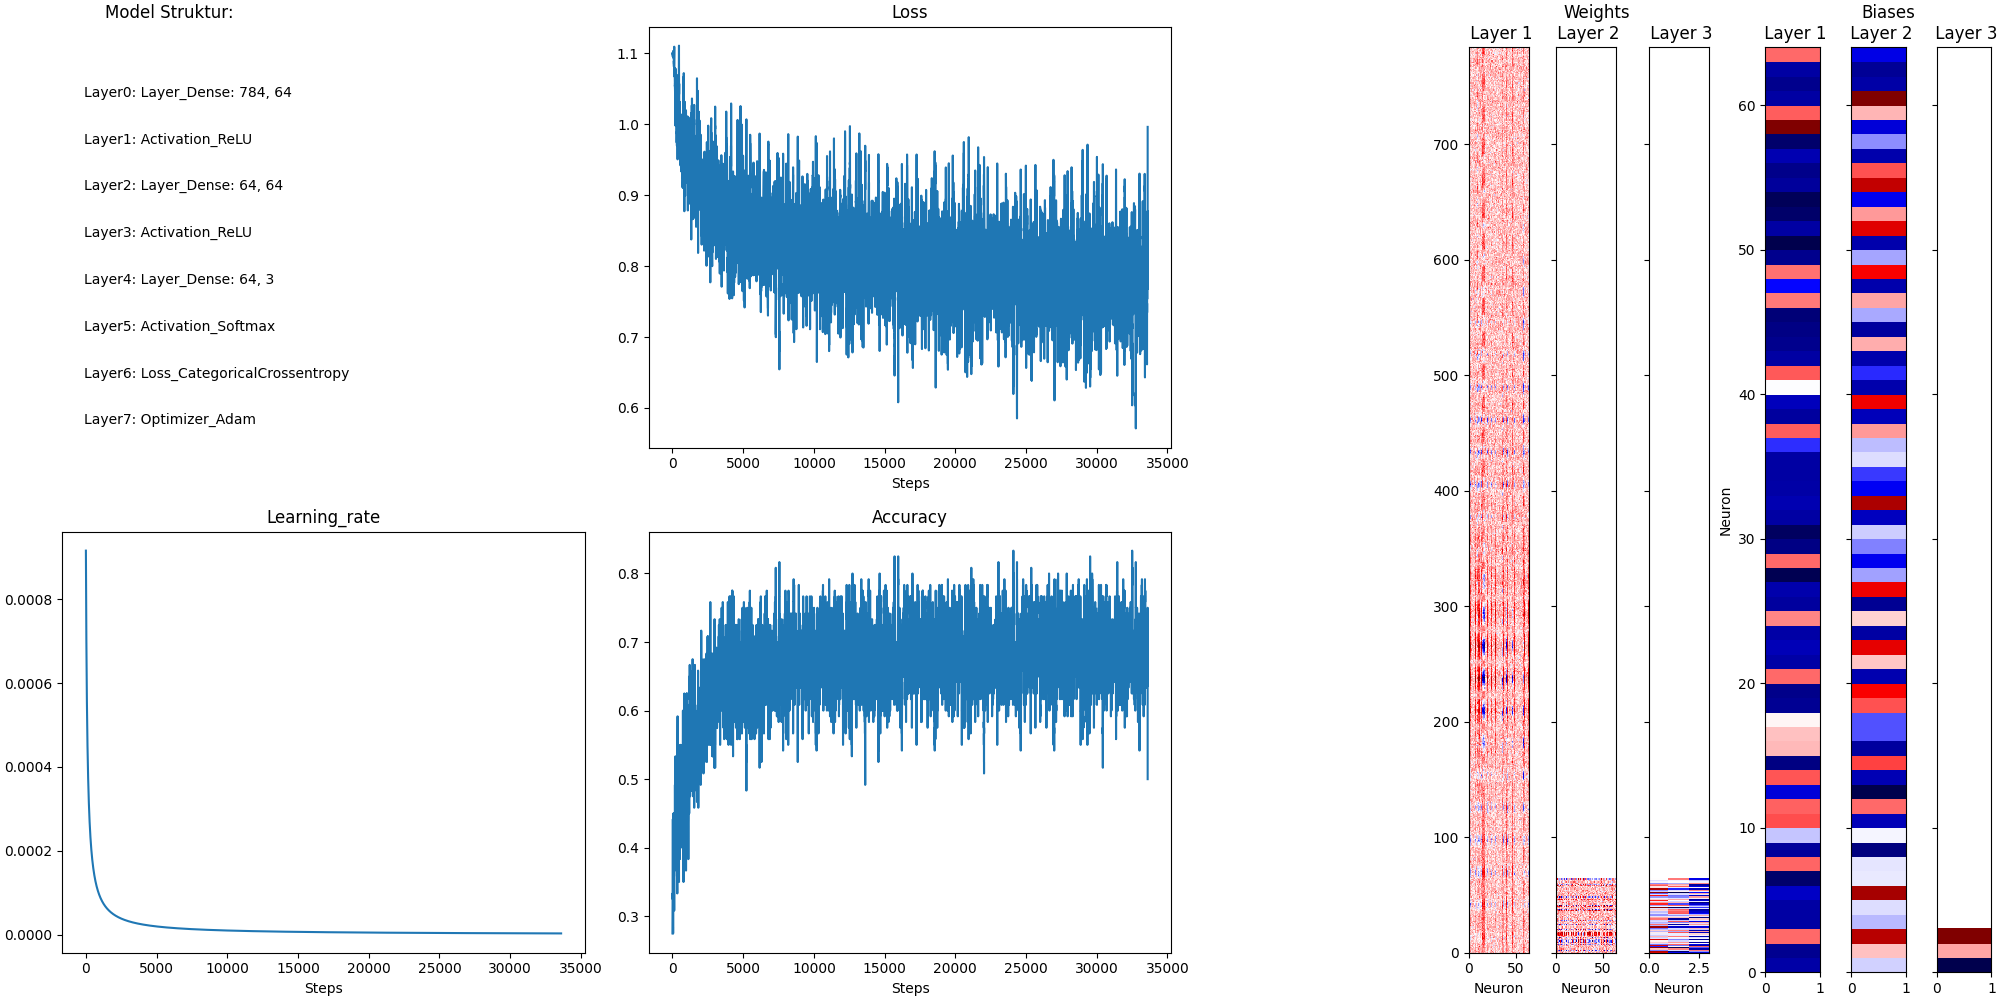 Model Struktur:
Layer0: Layer_Dense: 784, 64
Layer1: Activation_ReLU
Layer2: Layer_Dense: 64, 64
Layer3: Activation_ReLU
Layer4: Layer_Dense: 64, 3
Layer5: Activation_Softmax
Layer6: Loss_CategoricalCrossentropy
Layer7: Optimizer_Adam
Loss
1.1
1.0
0.9
0.8
0.7
0.6
0 5000 10000 15000 20000 25000 30000 35000
Steps
Learning_rate
0.0008
0.0006
0.0004
0.0002
0.0000
0 5000 10000 15000 20000 25000 30000 35000
Steps
Accuracy
0.8
0.7
0.6
0.5
0.4
0.3
0 5000 10000 15000 20000 25000 30000 35000
Steps
Weights
Layer 1 Layer 2 Layer 3
700
600
500
400
300
200
100
0
0 50 0 50 0.0 2.5
Neuron Neuron Neuron
Biases
Layer 1 Layer 2 Layer 3
Neuron
60
50
40
30
20
10
0
0 1 0 1 0 1